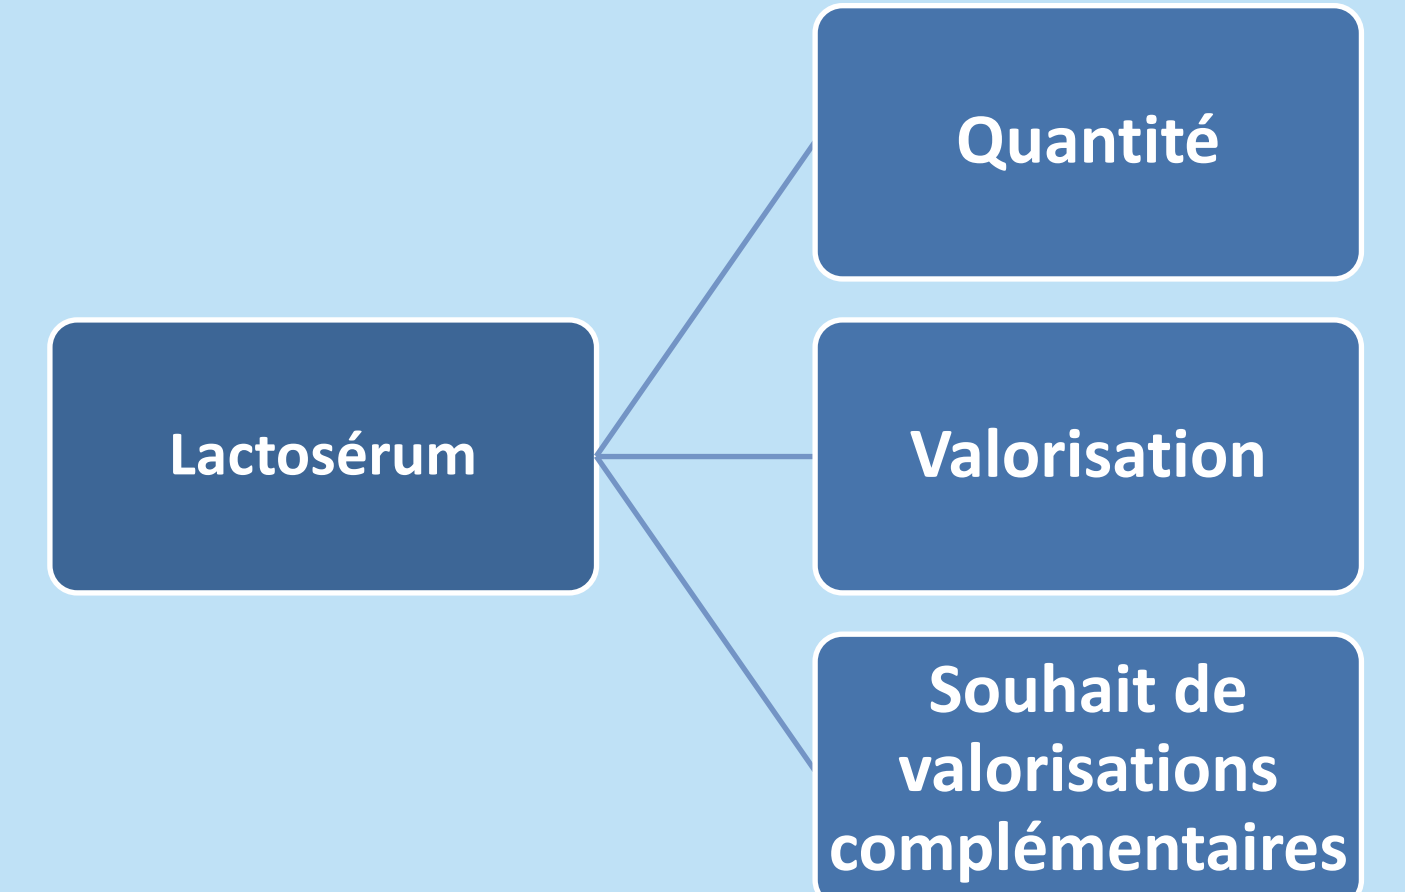 Quantité
Lactosérum
Valorisation
Souhait de
valorisations
complémentaires